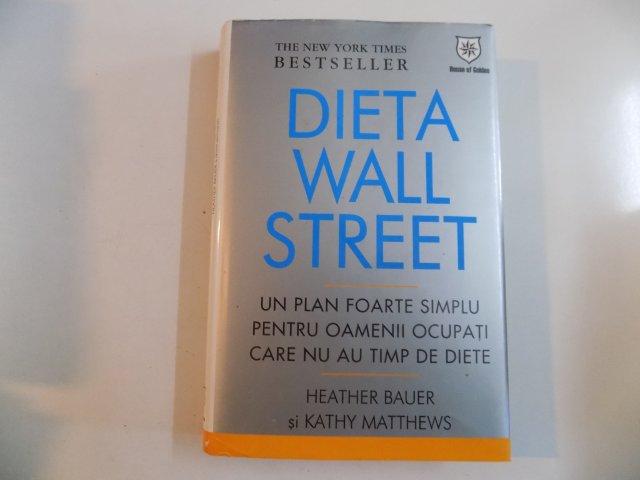 THE NEW YORK TIMES
BESTSELLER
House of Guides
DIETA
WALL
STREET
UN PLAN FOARTE SIMPLU
PENTRU OAMENII OCUPAȚI
CARE NU AU TIMP DE DIETE
HEATHER BAUER
și KATHY MATTHEWS